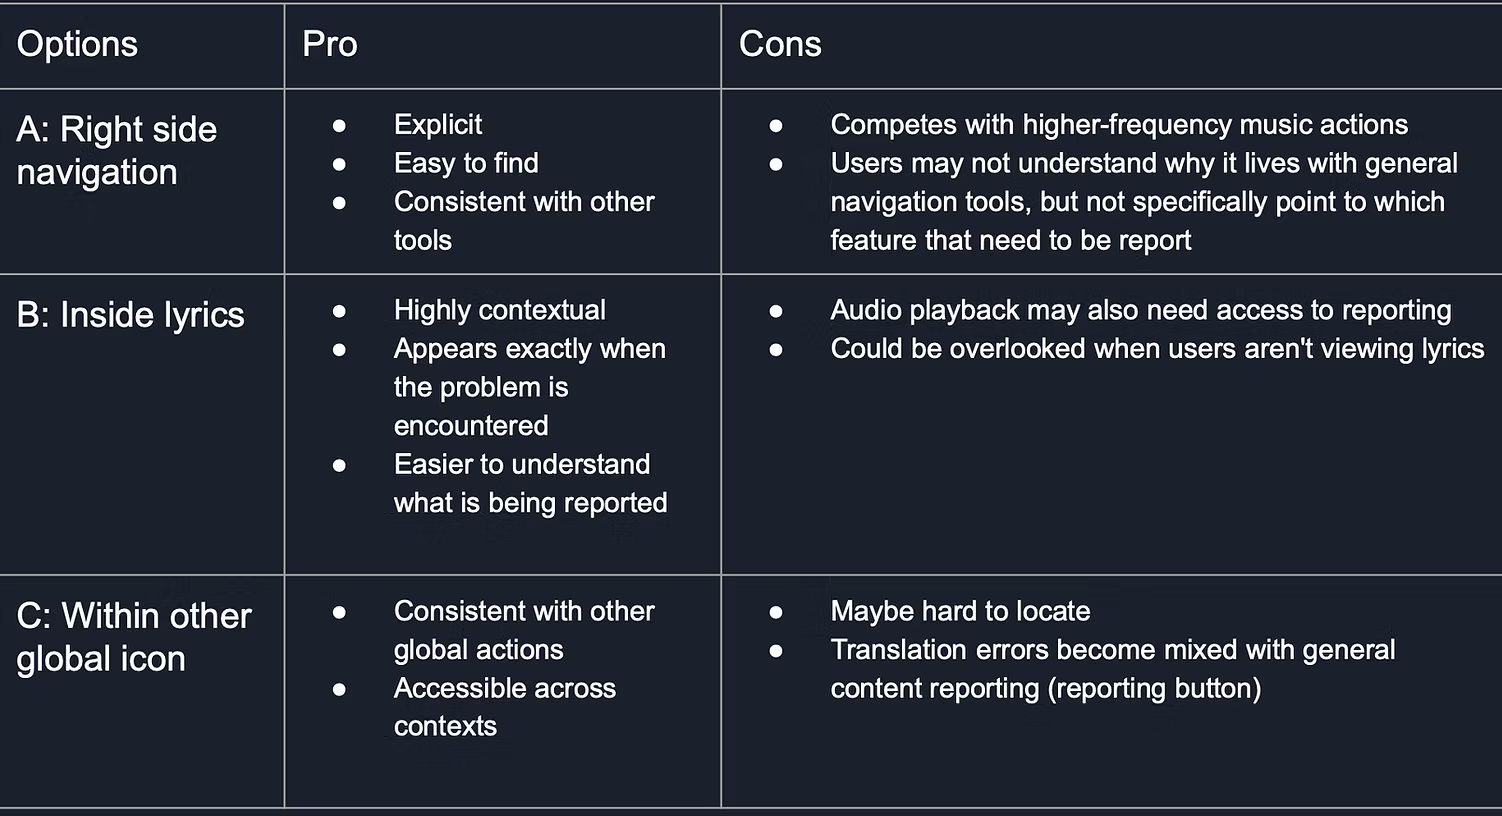 Options
Pro
Cons
A: Right side
navigation
● Explicit
● Easy to find
● Consistent with other
tools
● Competes with higher-frequency music actions
● Users may not understand why it lives with general
navigation tools, but not specifically point to which
feature that need to be report
B: Inside lyrics
● Highly contextual
● Appears exactly when
the problem is
encountered
● Easier to understand
what is being reported
● Audio playback may also need access to reporting
● Could be overlooked when users aren't viewing lyrics
C: Within other
global icon
● Consistent with other
global actions
● Accessible across
contexts
● Maybe hard to locate
● Translation errors become mixed with general
content reporting (reporting button)